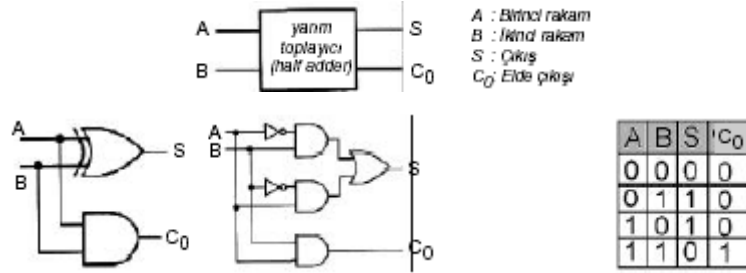 A
B
yarım
toplayıcı
(half adder)
S
C0
A : Birinci rakam
B : İkinci rakam
S : Çıkış
C0: Elde çıkışı
A
B
S
C0
A
B
S
C0
A B S C0
0 0 0 0
0 1 1 0
1 0 1 0
1 1 0 1